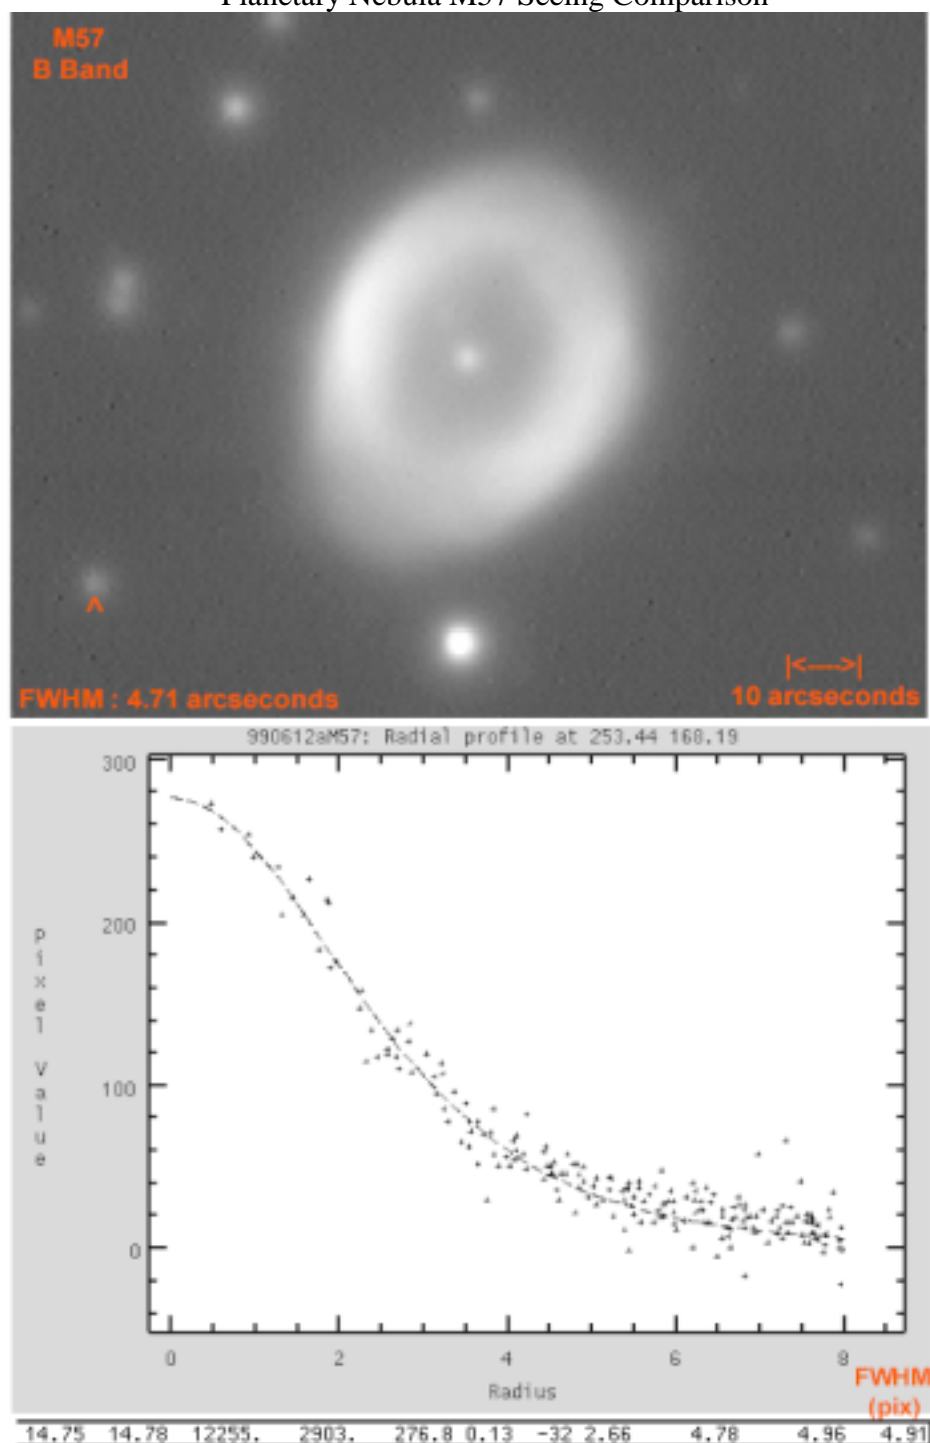 Planetary Nebula M57 Seeing Comparison
M57
B Band
^
|<---->|
FWHM : 4.71 arcseconds
10 arcseconds
990612aM57: Radial profile at 253.44 168.19
300
200
100
0
Pixel Value
0 2 4 6 8
Radius
FWHM
(pix)
14.75 14.78 12255. 2903. 276.8 0.13 -32 2.66 4.78 4.96 4.91